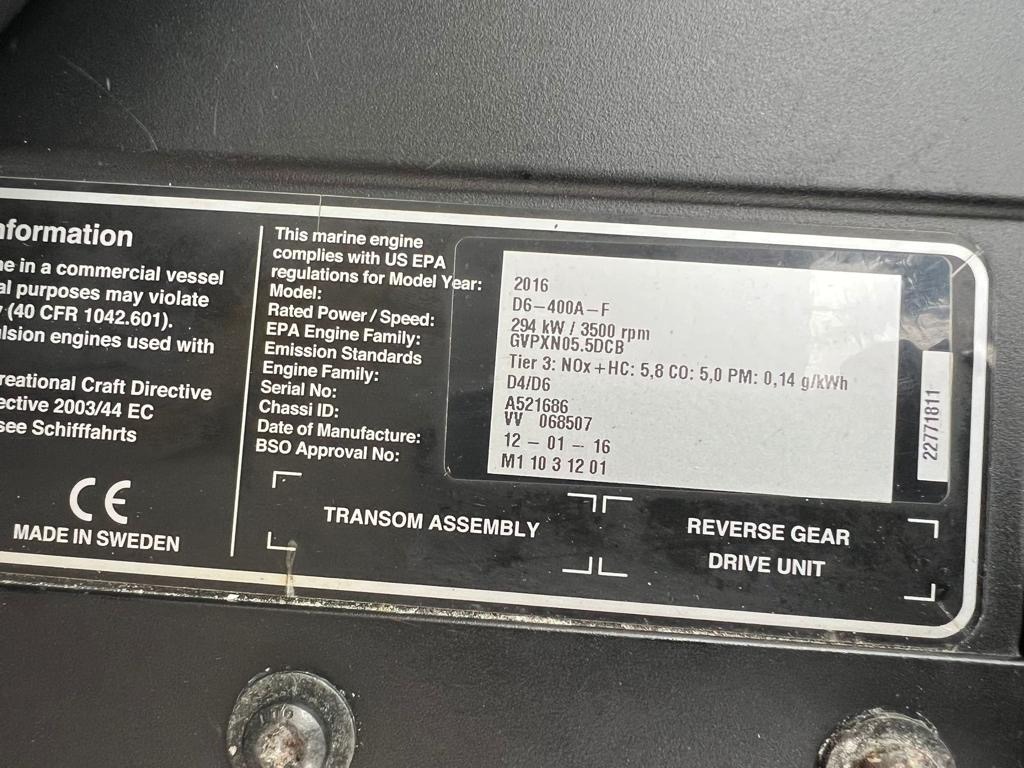 nformation
ne in a commercial vessel
al purposes may violate
(40 CFR 1042.601).
ulsion engines used with
reational Craft Directive
ective 2003/44 EC
see Schifffahrts
CE
MADE IN SWEDEN
This marine engine
complies with US EPA
regulations for Model Year: 2016
Model: D6-400A-F
Rated Power / Speed: 294 kW / 3500 rpm
EPA Engine Family: GVPXN05.5DCB
Emission Standards Tier 3: NOx+HC: 5,8 CO: 5,0 PM: 0,14 g/kWh
Engine Family: D4/D6
Serial No: A521686
Chassi ID: VV 068507
Date of Manufacture: 12 - 01 - 16
BSO Approval No: M1 10 3 12 01
22771811
TRANSOM ASSEMBLY
REVERSE GEAR
DRIVE UNIT